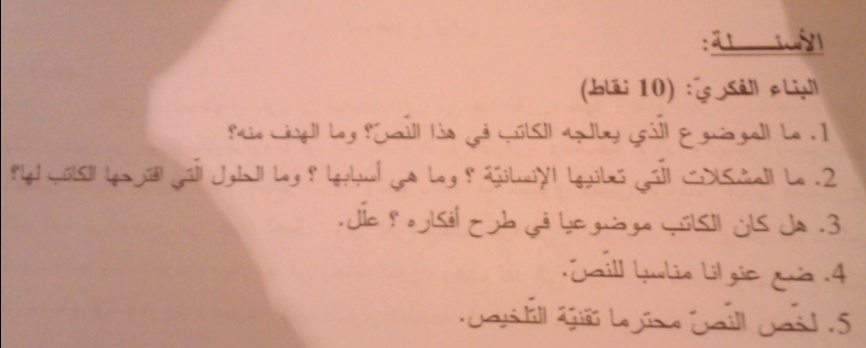 الأسئـــلة:
البناء الفكريّ: (10 نقاط)
1. ما الموضوع الّذي يعالجه الكاتب في هذا النّصّ؟ وما الهدف منه؟
2. ما المشكلات الّتي تعانيها الإنسانيّة ؟ وما هي أسبابها ؟ وما الحلول الّتي اقترحها الكاتب لها؟
3. هل كان الكاتب موضوعيا في طرح أفكاره ؟ علّل.
4. ضع عنوانا مناسبا للنّصّ.
5. لخّص النّصّ محترما تقنيّة التّلخيص.